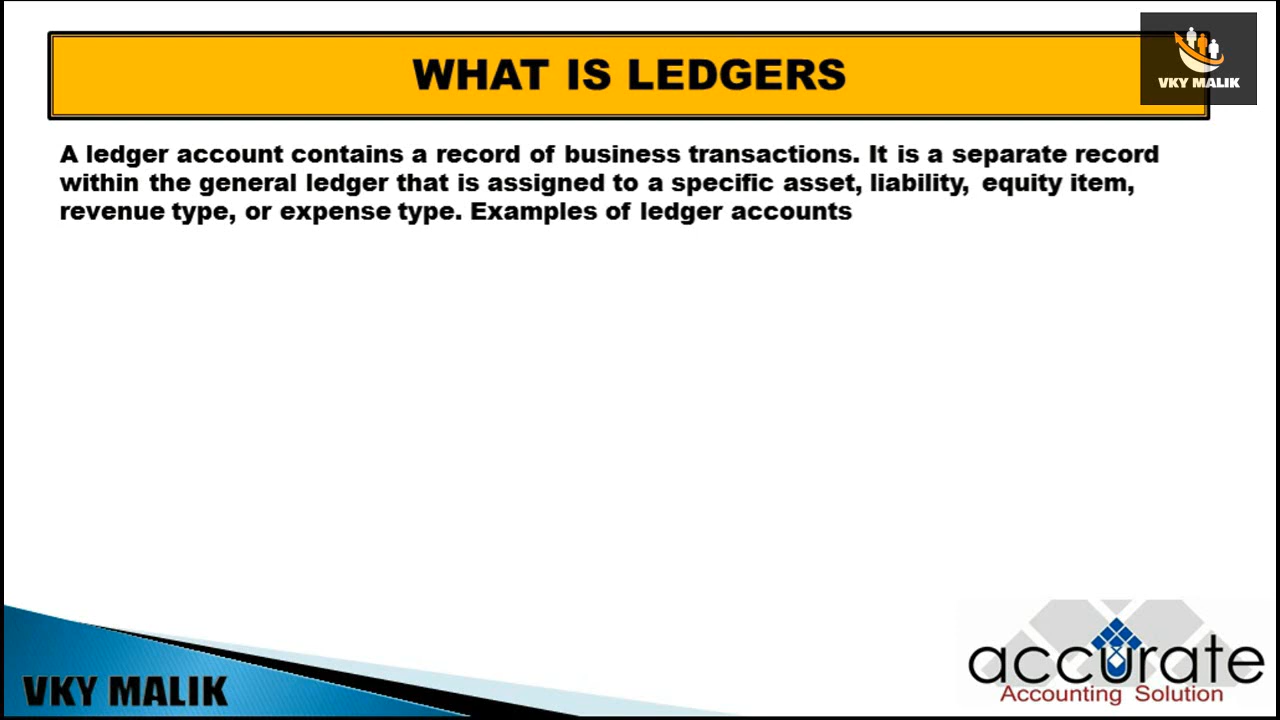 WHAT IS LEDGERS
VKY MALIK
A ledger account contains a record of business transactions. It is a separate record
within the general ledger that is assigned to a specific asset, liability, equity item,
revenue type, or expense type. Examples of ledger accounts
VKY MALIK
accurate
Accounting Solution